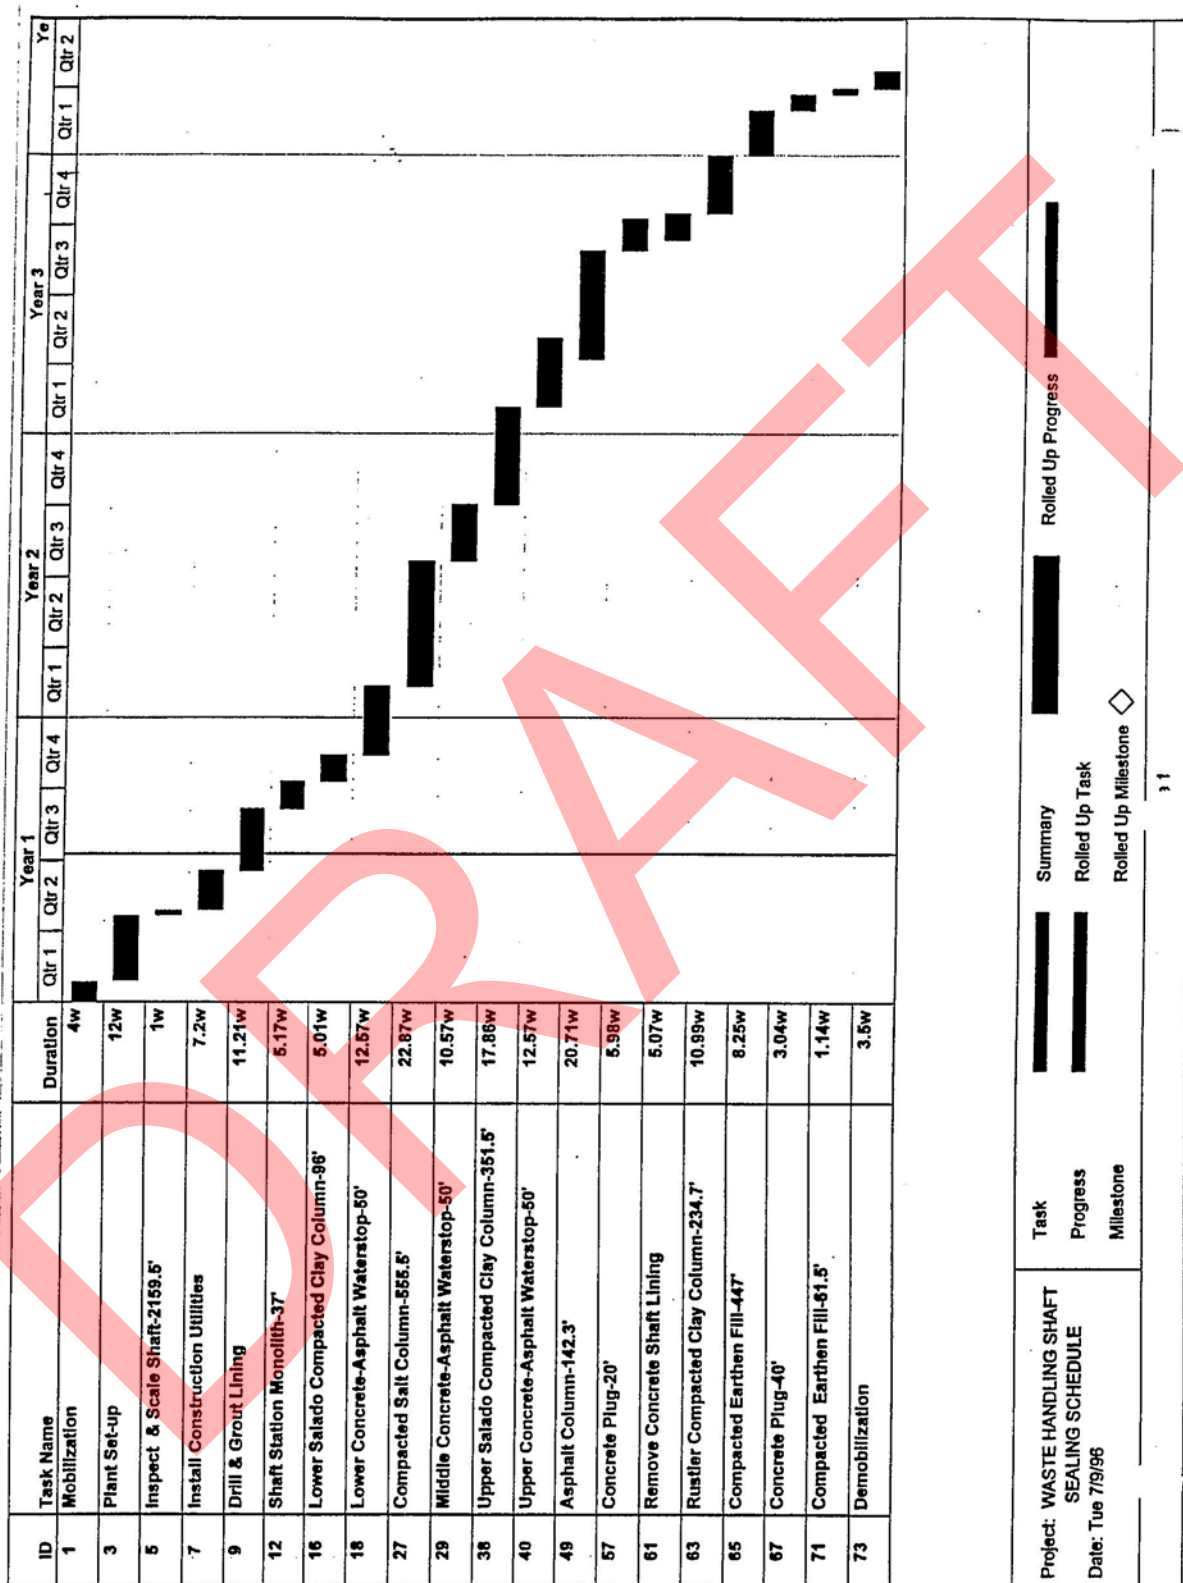 ID Task Name Duration Year 1 Year 2 Year 3 Ye
Qtr 1 Qtr 2 Qtr 3 Qtr 4 Qtr 1 Qtr 2 Qtr 3 Qtr 4 Qtr 1 Qtr 2 Qtr 3 Qtr 4 Qtr 1 Qtr 2
1 Mobilization 4w
3 Plant Set-up 12w
5 Inspect & Scale Shaft-2159.5' 1w
7 Install Construction Utilities 7.2w
9 Drill & Grout Lining 11.21w
12 Shaft Station Monolith-37' 5.17w
16 Lower Salado Compacted Clay Column-96' 5.01w
18 Lower Concrete-Asphalt Waterstop-50' 12.57w
27 Compacted Salt Column-555.5' 22.87w
29 Middle Concrete-Asphalt Waterstop-50' 10.57w
38 Upper Salado Compacted Clay Column-351.5' 17.86w
40 Upper Concrete-Asphalt Waterstop-50' 12.57w
49 Asphalt Column-142.3' 20.71w
57 Concrete Plug-20' 5.98w
61 Remove Concrete Shaft Lining 5.07w
63 Rustler Compacted Clay Column-234.7' 10.99w
65 Compacted Earthen Fill-447' 8.25w
67 Concrete Plug-40' 3.04w
71 Compacted Earthen Fill-61.5' 1.14w
73 Demobilization 3.5w
Project: WASTE HANDLING SHAFT
SEALING SCHEDULE
Date: Tue 7/9/96
Task Summary Rolled Up Progress
Progress Rolled Up Task
Milestone Rolled Up Milestone
DRAFT